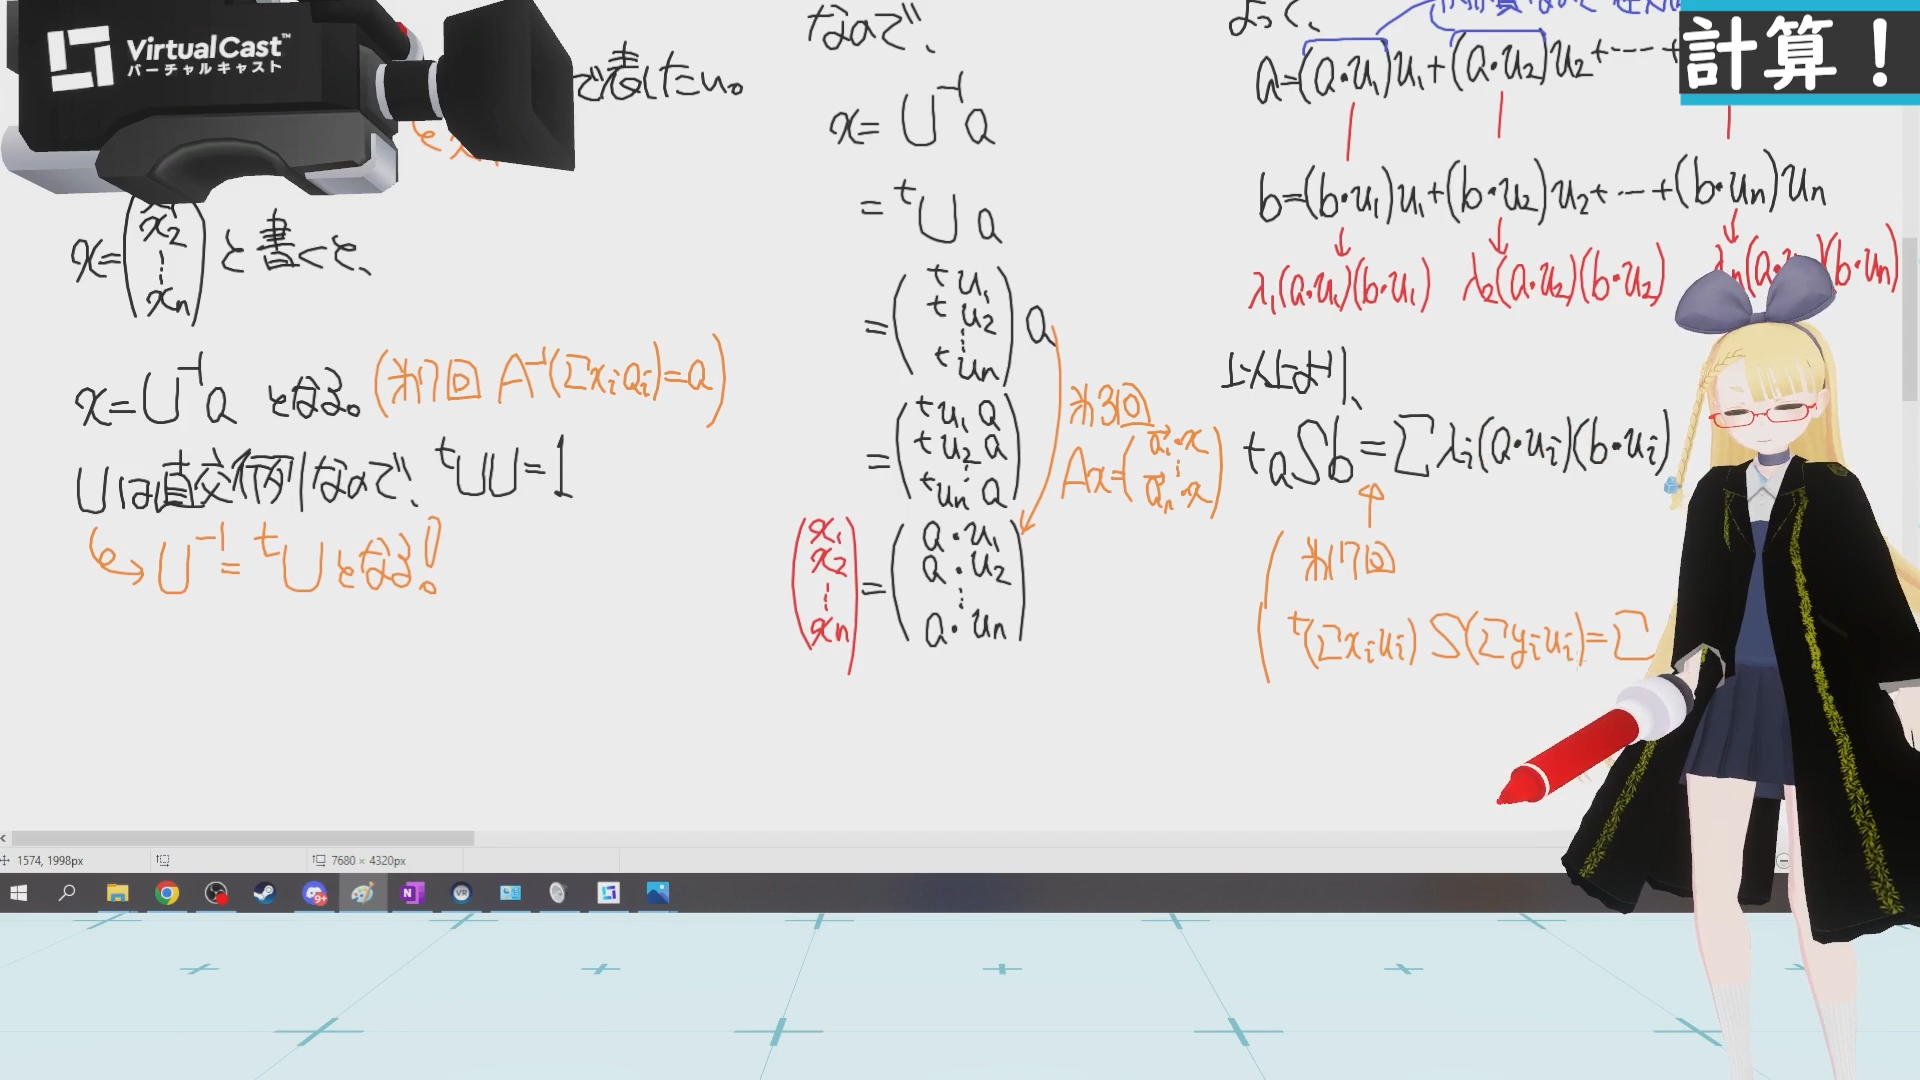 VirtualCast™
バーチャルキャスト
で表したい。
x=(x2 ⋮ xn) と書くと、
x=U⁻¹a となる。(第17回 A⁻¹(Σxiai)=a)
Uは直交行列なので、ᵗUU=1
U⁻¹=ᵗUとなる!
なので、
x=U⁻¹a
=ᵗUa
=(ᵗu1 ᵗu2 ⋮ ᵗun)a
=(ᵗu1a ᵗu2a ⋮ ᵗuna)
(x1 x2 ⋮ xn)=(a・u1 a・u2 ⋮ a・un)
第3回
Ax=(a1・x ⋮ an・x)
よって、
計算!
a=(a・u1)u1+(a・u2)u2+…+
b=(b・u1)u1+(b・u2)u2+…+(b・un)un
λ1(a・u1)(b・u1) λ2(a・u2)(b・u2) (b・un)
以上より、
ᵗaSb=Σλi(a・ui)(b・ui)
第17回
ᵗ(Σxiui)S(Σyiui)=Σ
1574, 1998px
7680 × 4320px
9+